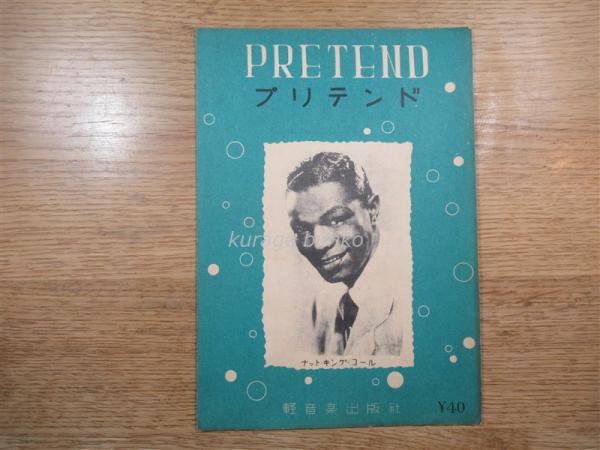 PRETEND
プリテンド
kurage b ko
ナット・キング・コール
軽音楽出版社
¥40